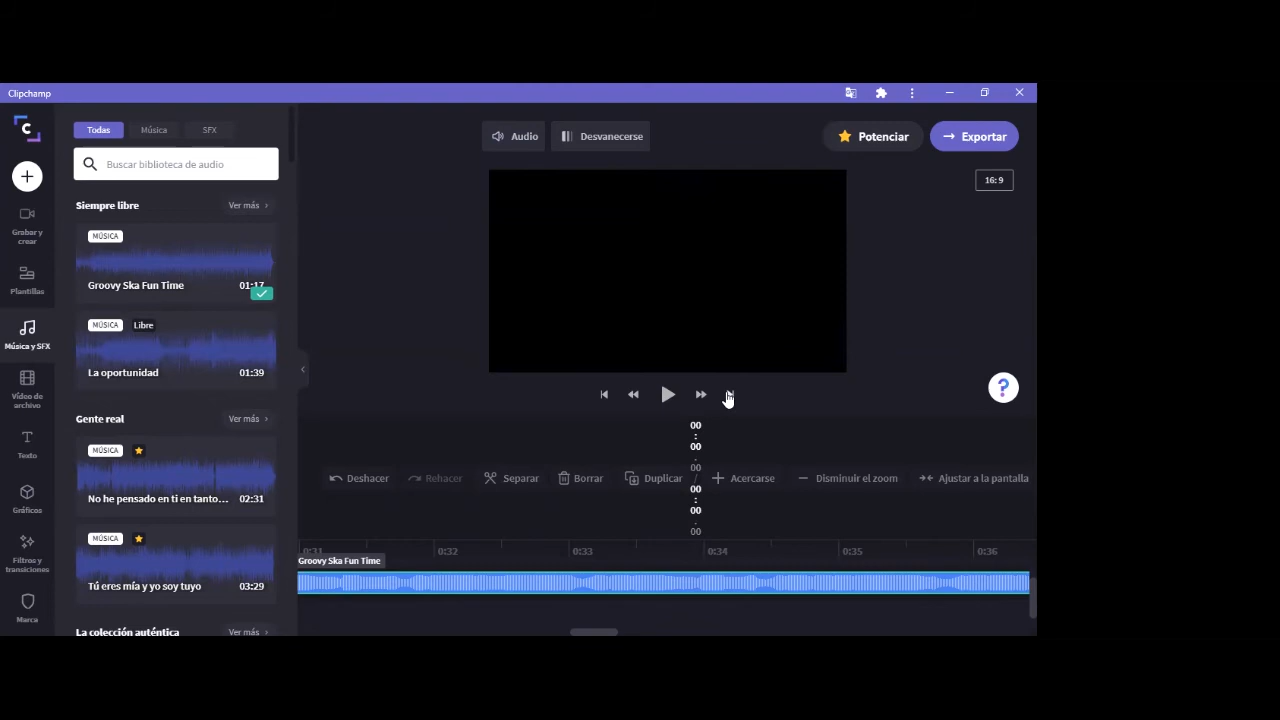 Clipchamp
Todas
Música
SFX
Buscar biblioteca de audio
Audio
Desvanecerse
Potenciar
Exportar
16: 9
Siempre libre
Ver más
MÚSICA
Groovy Ska Fun Time
01:17
MÚSICA
Libre
La oportunidad
01:39
Gente real
Ver más
MÚSICA
No he pensado en ti en tanto...
02:31
MÚSICA
Tú eres mía y yo soy tuyo
03:29
La colección auténtica
Ver más
Grabar y
crear
Plantillas
Música y SFX
Vídeo de
archivo
Texto
Gráficos
Filtros y
transiciones
Marca
?
00
:
00
.
00
/
00
:
00
.
00
Deshacer
Rehacer
Separar
Borrar
Duplicar
Acercarse
Disminuir el zoom
Ajustar a la pantalla
0:31
0:32
0:33
0:34
0:35
0:36
Groovy Ska Fun Time